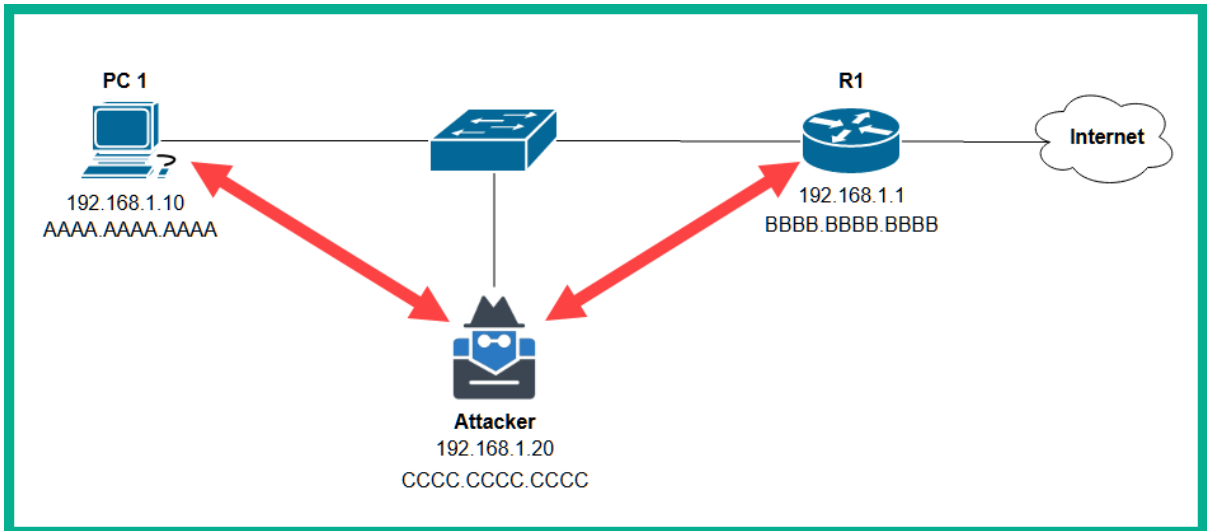 PC 1
192.168.1.10
AAAA.AAAA.AAAA
R1
192.168.1.1
BBBB.BBBB.BBBB
Internet
Attacker
192.168.1.20
CCCC.CCCC.CCCC